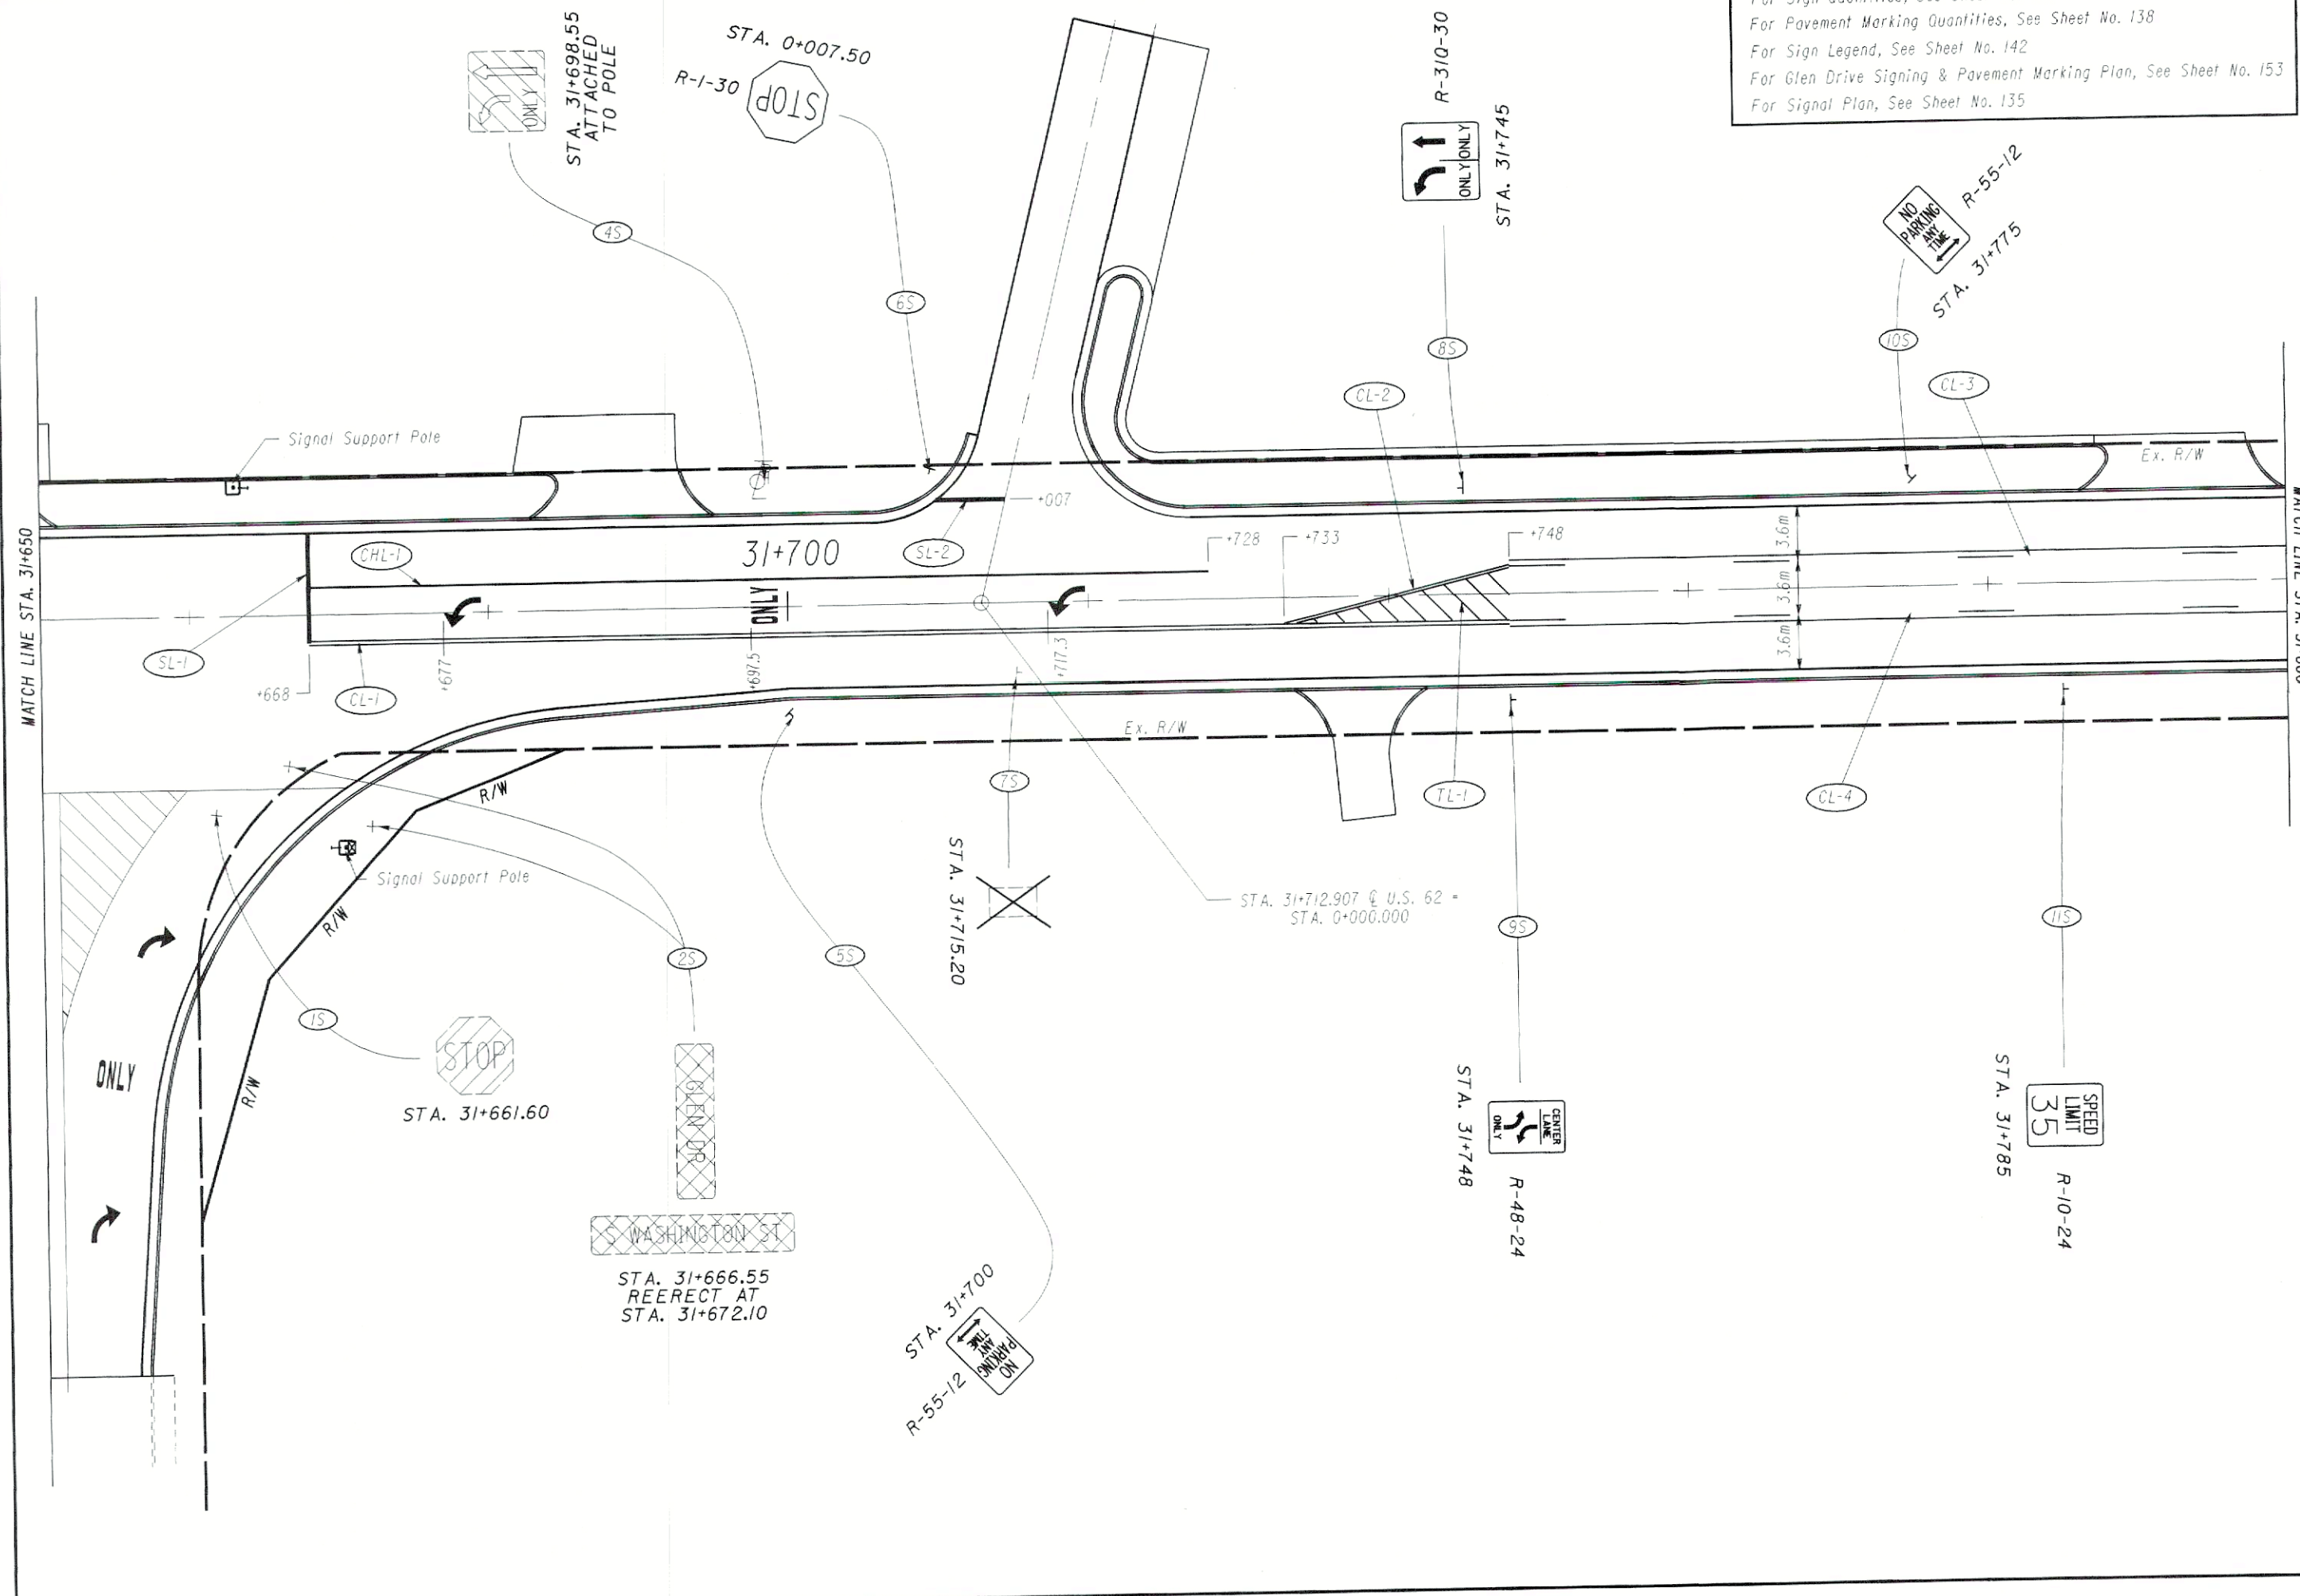 For Pavement Marking Quantities, See Sheet No. 138
For Sign Legend, See Sheet No. 142
For Glen Drive Signing & Pavement Marking Plan, See Sheet No. 153
For Signal Plan, See Sheet No. 135
ONLY
STA. 31+698.55
ATTACHED
TO POLE
STA. 0+007.50
R-1-30
STOP
R-31Q-30
ONLY ONLY
STA. 31+745
R-55-12
NO
PARKING
ANY
TIME
STA. 31+775
4S
6S
8S
10S
CL-2
CL-3
Signal Support Pole
Ex. R/W
+007
MATCH LINE STA. 31+650
CHL-1
31+700
SL-2
+728
+733
+748
3.6m
3.6m
3.6m
ONLY
SL-1
+668
CL-1
+677
+697.5
+717.3
Ex. R/W
R/W
7S
TL-1
CL-4
Signal Support Pole
R/W
STA. 31+715.20
STA. 31+712.907 ℄ U.S. 62 =
STA. 0+000.000
9S
11S
2S
5S
1S
STOP
STA. 31+661.60
ONLY
R/W
GLEN DR
S WASHINGTON ST
STA. 31+666.55
REERECT AT
STA. 31+672.10
STA. 31+748
CENTER
LANE
ONLY
R-48-24
STA. 31+785
SPEED
LIMIT
35
R-10-24
STA. 31+700
NO
PARKING
ANY
TIME
R-55-12